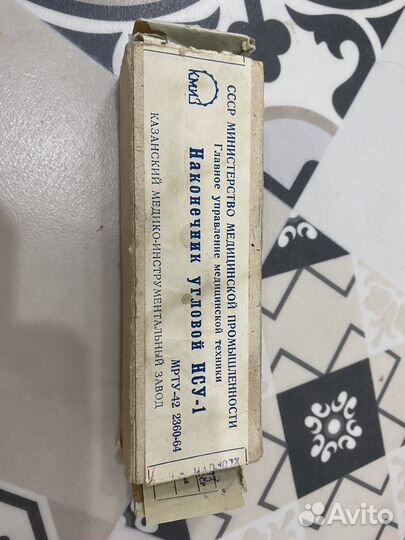 СССР МИНИСТЕРСТВО МЕДИЦИНСКОЙ ПРОМЫШЛЕННОСТИ
Главное управление медицинской техники
КМИ
Наконечник угловой НСУ-1
МРТУ-42 2360-64
КАЗАНСКИЙ МЕДИКО-ИНСТРУМЕНТАЛЬНЫЙ ЗАВОД
Avito